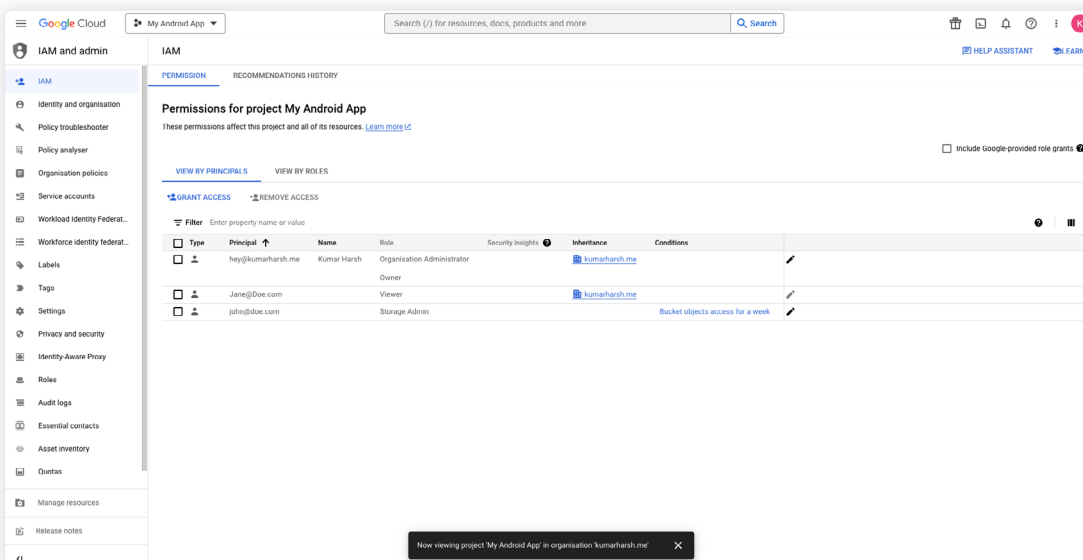 Google Cloud
My Android App
Search (/) for resources, docs, products and more
Search
IAM and admin
IAM
HELP ASSISTANT
LEARN
IAM
Identity and organisation
Policy troubleshooter
Policy analyser
Organisation policies
Service accounts
Workload Identity Federat...
Workforce identity federat...
Labels
Tags
Settings
Privacy and security
Identity-Aware Proxy
Roles
Audit logs
Essential contacts
Asset inventory
Quotas
Manage resources
Release notes
PERMISSION RECOMMENDATIONS HISTORY
Permissions for project My Android App
These permissions affect this project and all of its resources. Learn more
Include Google-provided role grants
VIEW BY PRINCIPALS VIEW BY ROLES
GRANT ACCESS REMOVE ACCESS
Filter Enter property name or value
Type Principal Name Role Security insights Inheritance Conditions
hey@kumarharsh.me Kumar Harsh Organisation Administrator kumarharsh.me
Owner
Jane@Doe.com Viewer kumarharsh.me
john@doe.com Storage Admin Bucket objects access for a week
Now viewing project 'My Android App' in organisation 'kumarharsh.me'
K